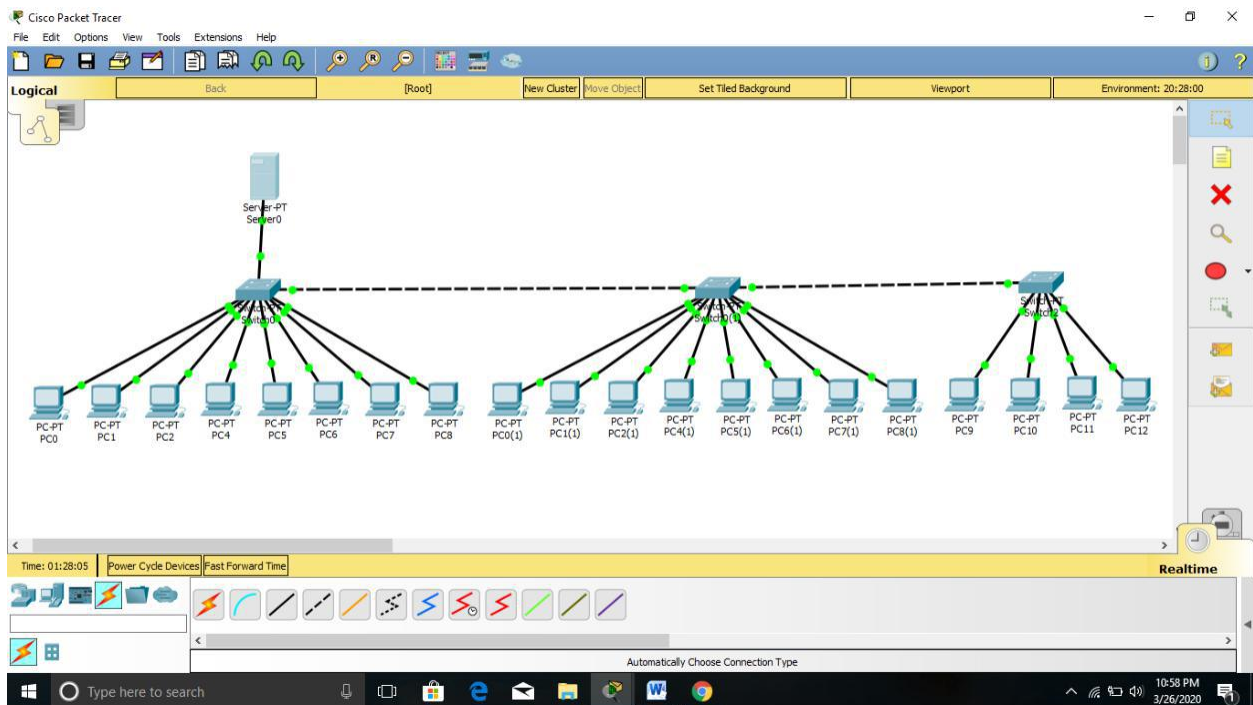 Cisco Packet Tracer
File Edit Options View Tools Extensions Help
Logical
Back
[Root]
New Cluster
Move Object
Set Tiled Background
Viewport
Environment: 20:28:00
Server-PT
Server0
Switch-PT
Switch0
Switch-PT
Switch0(1)
Switch-PT
Switch2
PC-PT
PC0
PC-PT
PC1
PC-PT
PC2
PC-PT
PC4
PC-PT
PC5
PC-PT
PC6
PC-PT
PC7
PC-PT
PC8
PC-PT
PC0(1)
PC-PT
PC1(1)
PC-PT
PC2(1)
PC-PT
PC4(1)
PC-PT
PC5(1)
PC-PT
PC6(1)
PC-PT
PC7(1)
PC-PT
PC8(1)
PC-PT
PC9
PC-PT
PC10
PC-PT
PC11
PC-PT
PC12
Time: 01:28:05
Power Cycle Devices
Fast Forward Time
Realtime
Automatically Choose Connection Type
Type here to search
10:58 PM
3/26/2020